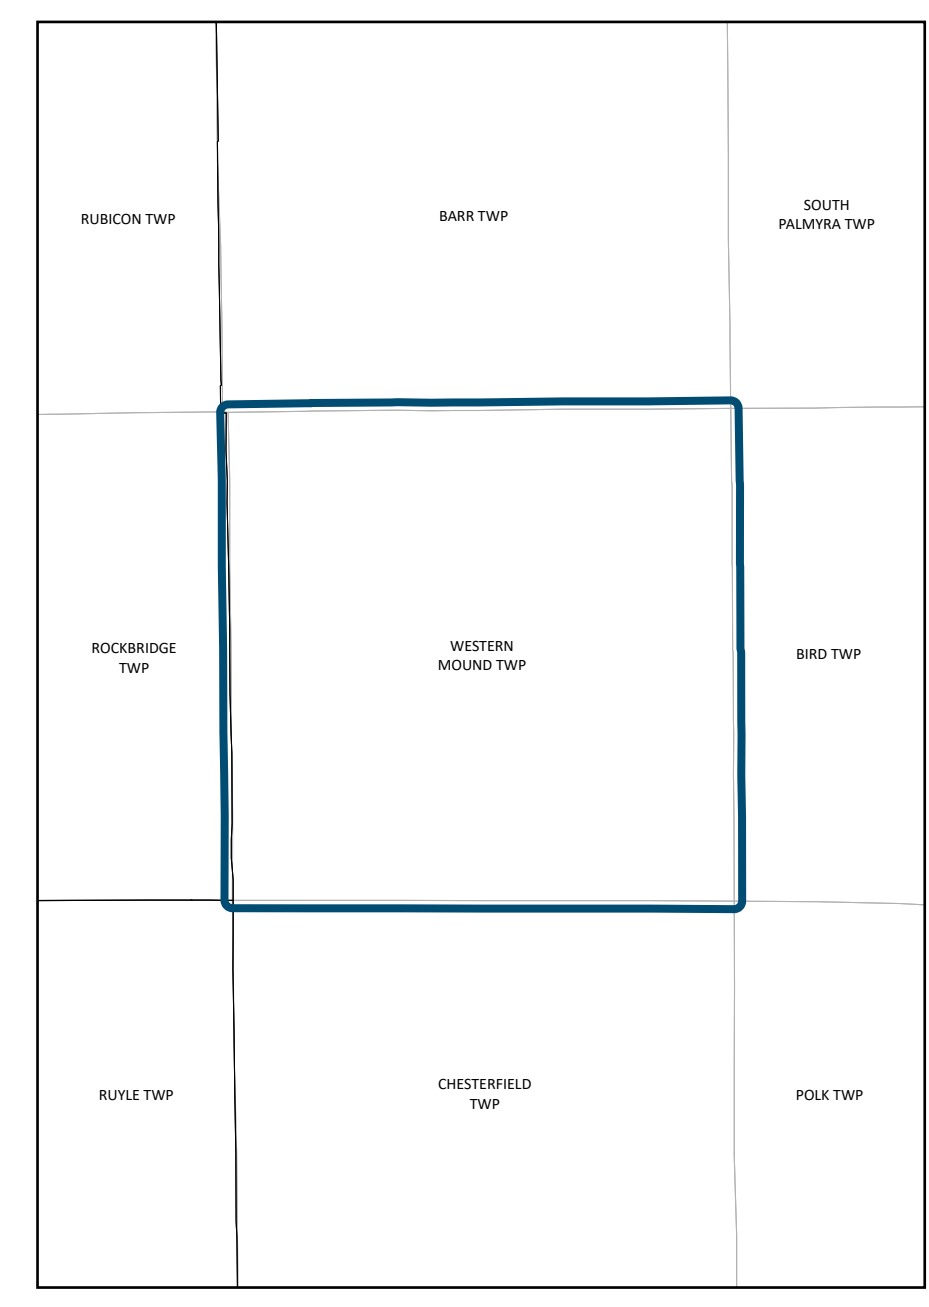 RUBICON TWP
BARR TWP
SOUTH
PALMYRA TWP
ROCKBRIDGE
TWP
WESTERN
MOUND TWP
BIRD TWP
RUYLE TWP
CHESTERFIELD
TWP
POLK TWP